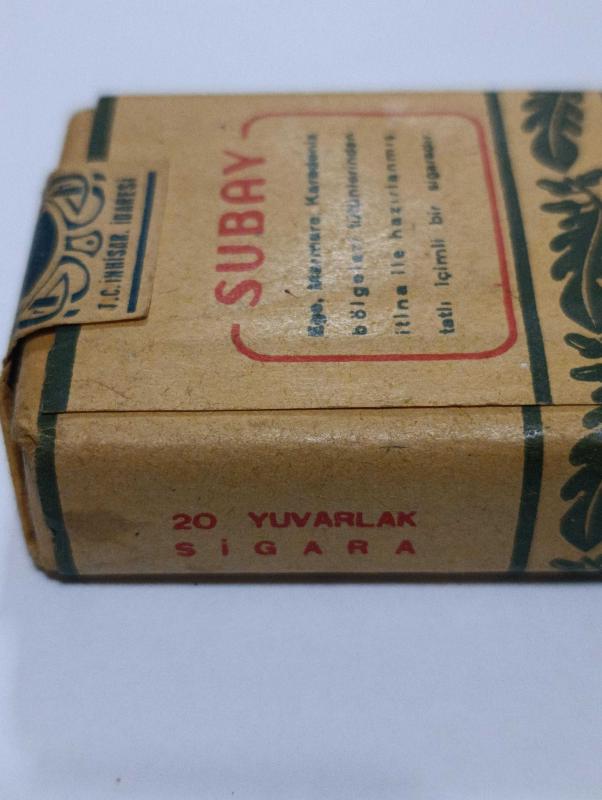 T.C. İNHİSAR. İDARESİ
SUBAY
Ege, Marmara, Karadeniz
bölgeleri tütünlerinden
itina ile hazırlanmış
tatlı içimli bir sigaradır.
20 YUVARLAK
SİGARA